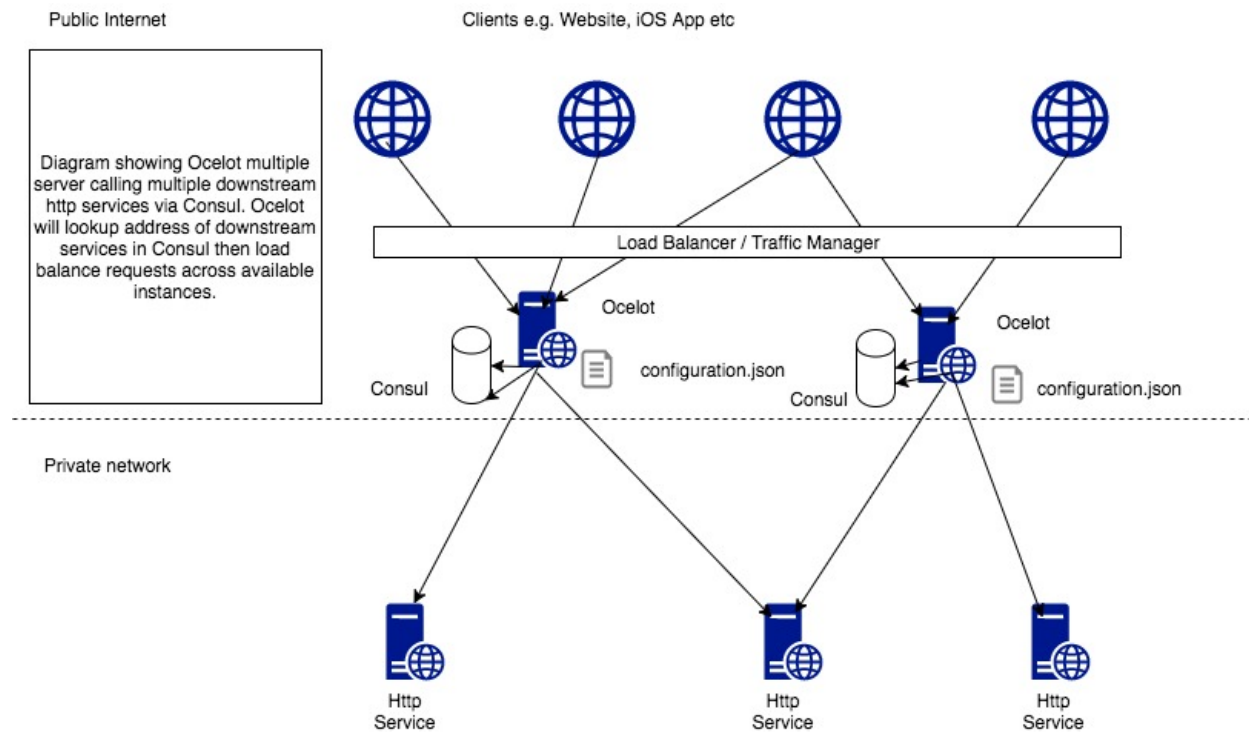 Public Internet
Clients e.g. Website, iOS App etc
Diagram showing Ocelot multiple
server calling multiple downstream
http services via Consul. Ocelot
will lookup address of downstream
services in Consul then load
balance requests across available
instances.
Load Balancer / Traffic Manager
Ocelot
Ocelot
configuration.json
configuration.json
Consul
Consul
Private network
Http
Service
Http
Service
Http
Service